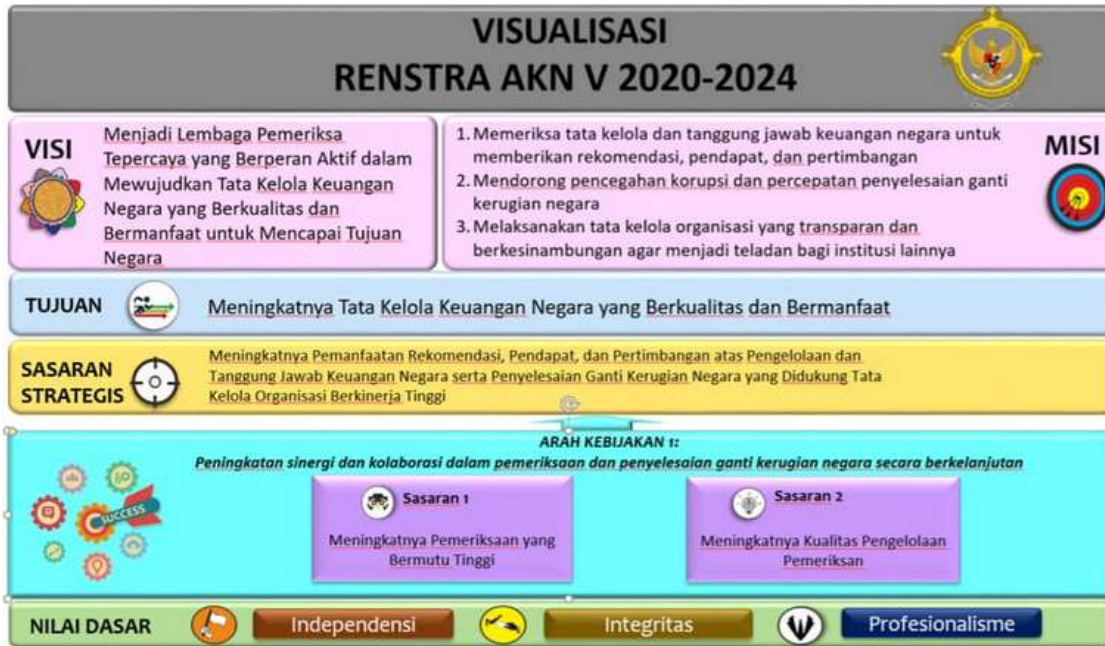 VISUALISASI
RENSTRA AKN V 2020-2024
VISI
Menjadi Lembaga Pemeriksa
Tepercaya yang Berperan Aktif dalam
Mewujudkan Tata Kelola Keuangan
Negara yang Berkualitas dan
Bermanfaat untuk Mencapai Tujuan
Negara
1. Memeriksa tata kelola dan tanggung jawab keuangan negara untuk
memberikan rekomendasi, pendapat, dan pertimbangan
2. Mendorong pencegahan korupsi dan percepatan penyelesaian ganti
kerugian negara
3. Melaksanakan tata kelola organisasi yang transparan dan
berkesinambungan agar menjadi teladan bagi institusi lainnya
MISI
TUJUAN
Meningkatnya Tata Kelola Keuangan Negara yang Berkualitas dan Bermanfaat
SASARAN
STRATEGIS
Meningkatnya Pemanfaatan Rekomendasi, Pendapat, dan Pertimbangan atas Pengelolaan dan
Tanggung Jawab Keuangan Negara serta Penyelesaian Ganti Kerugian Negara yang Didukung Tata
Kelola Organisasi Berkinerja Tinggi
ARAH KEBIJAKAN 1:
Peningkatan sinergi dan kolaborasi dalam pemeriksaan dan penyelesaian ganti kerugian negara secara berkelanjutan
SUCCESS
Sasaran 1
Meningkatnya Pemeriksaan yang
Bermutu Tinggi
Sasaran 2
Meningkatnya Kualitas Pengelolaan
Pemeriksan
NILAI DASAR
Independensi
Integritas
Profesionalisme